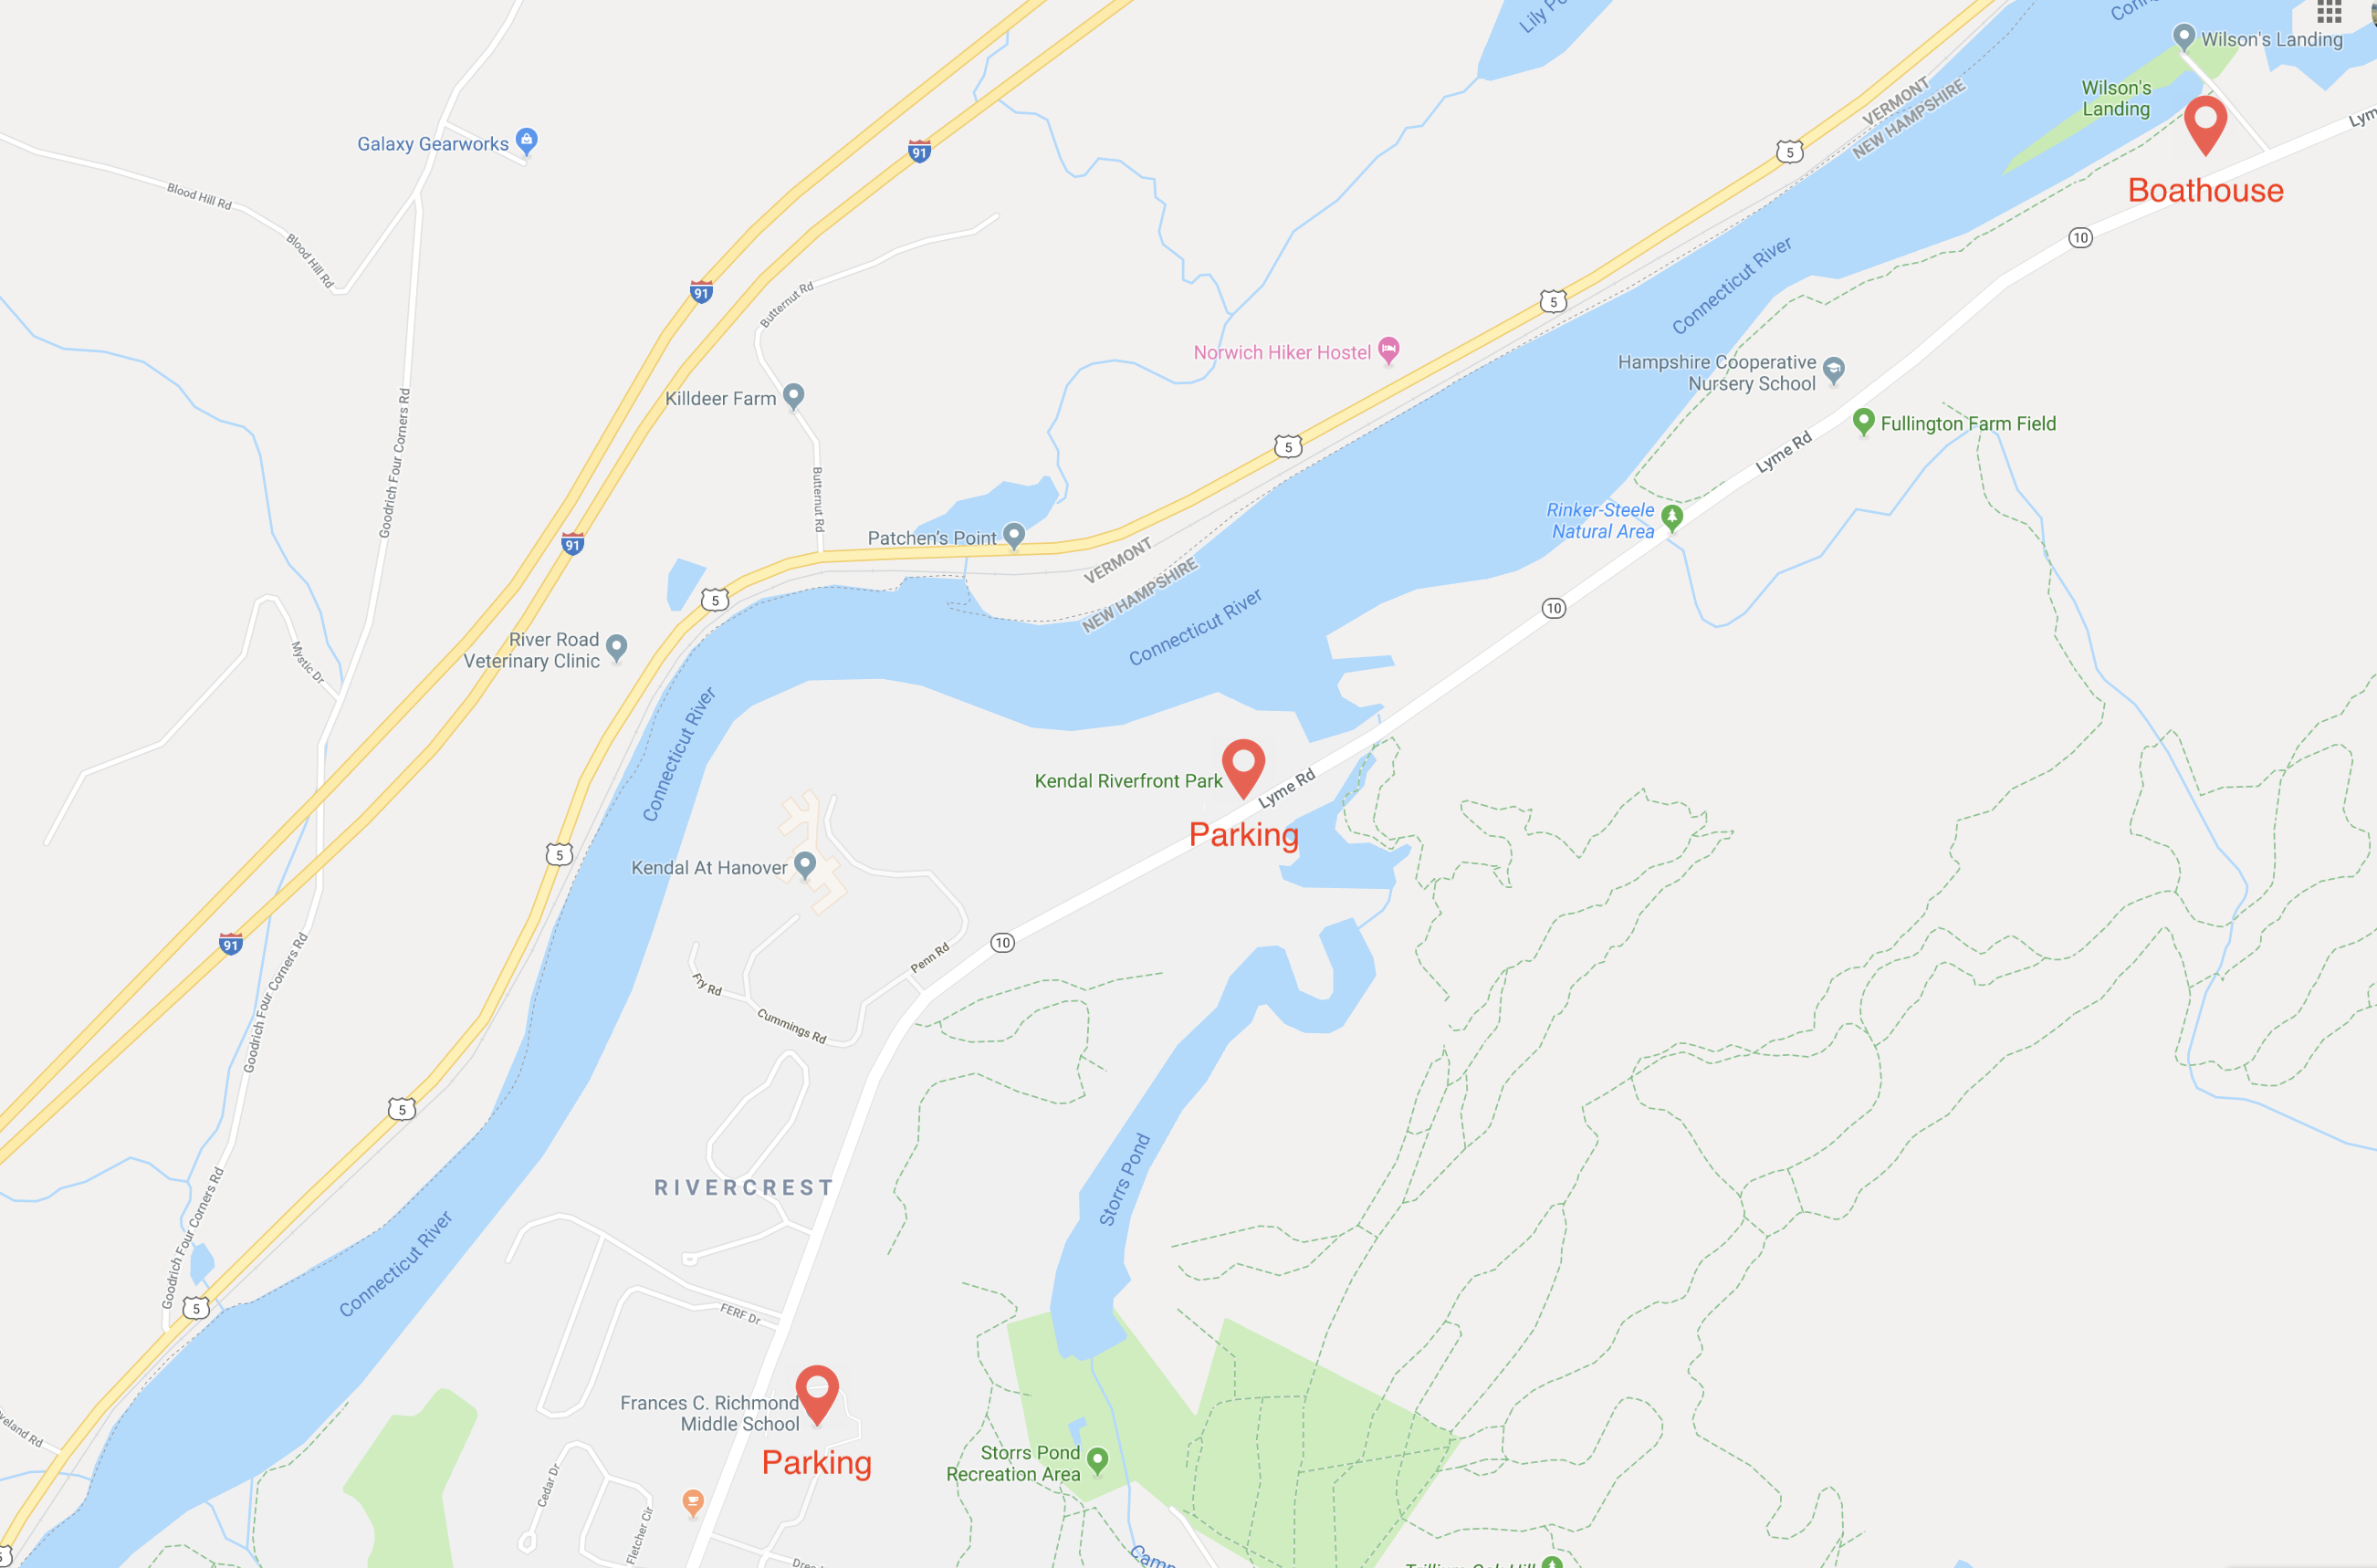 Lily
Wilson's Landing
Wilson's
Landing
Boathouse
VERMONT
NEW HAMPSHIRE
5
91
Galaxy Gearworks
Blood Hill Rd
Blood Hill Rd
10
Connecticut River
91
5
Butternut Rd
Norwich Hiker Hostel
Hampshire Cooperative
Nursery School
Killdeer Farm
Fullington Farm Field
Goodrich Four Corners Rd
5
Lyme Rd
Butternut Rd
Rinker-Steele
Natural Area
Patchen's Point
91
VERMONT
NEW HAMPSHIRE
5
10
Connecticut River
River Road
Veterinary Clinic
Mystic Dr
Connecticut River
Kendal Riverfront Park
Lyme Rd
Parking
5
Kendal At Hanover
91
10
Penn Rd
Goodrich Four Corners Rd
Fry Rd
Cummings Rd
5
RIVERCREST
Storrs Pond
Goodrich Four Corners Rd
Connecticut River
5
FERF Dr
Frances C. Richmond
Middle School
Parking
Storrs Pond
Recreation Area
Cedar Dr
Fletcher Cir
5